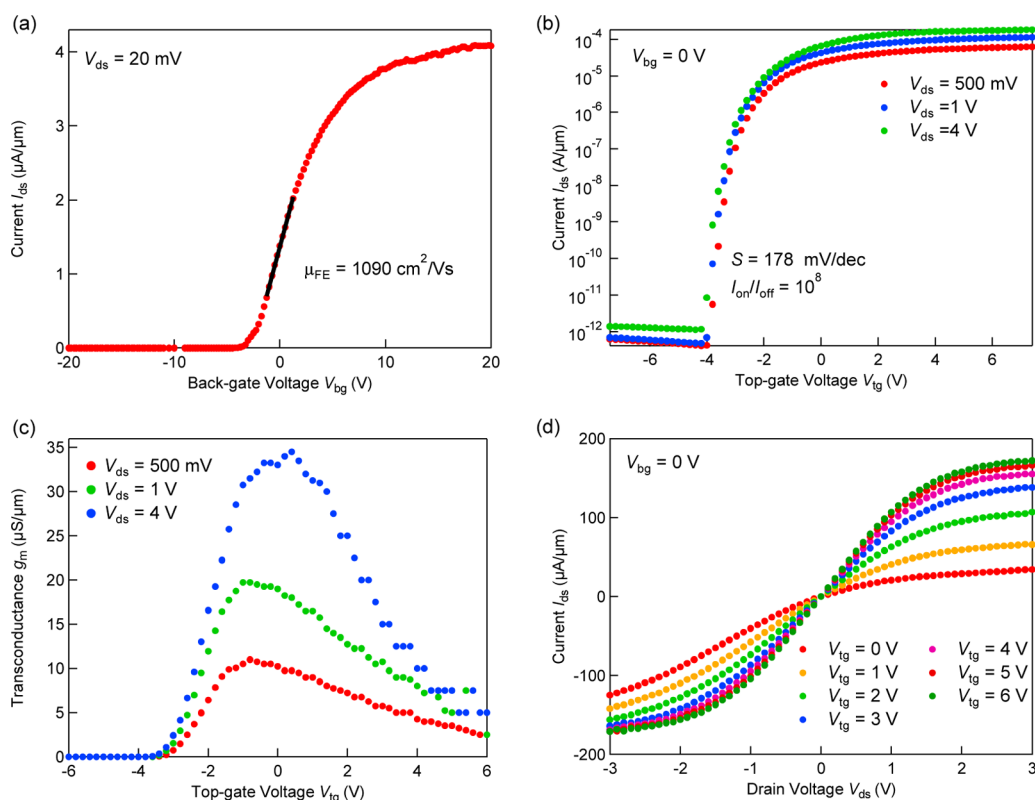 (a)
V_ds = 20 mV
μ_FE = 1090 cm²/Vs
Current I_ds (μA/μm)
4
3
2
1
0
-20
-10
0
10
20
Back-gate Voltage V_bg (V)
(b)
V_bg = 0 V
V_ds = 500 mV
V_ds = 1 V
V_ds =4 V
S = 178 mV/dec
I_on/I_off = 10⁸
Current I_ds (A/μm)
10⁻⁴
10⁻⁵
10⁻⁶
10⁻⁷
10⁻⁸
10⁻⁹
10⁻¹⁰
10⁻¹¹
10⁻¹²
-6
-4
-2
0
2
4
6
Top-gate Voltage V_tg (V)
(c)
V_ds = 500 mV
V_ds = 1 V
V_ds = 4 V
Transconductance g_m (μS/μm)
35
30
25
20
15
10
5
0
-6
-4
-2
0
2
4
6
Top-gate Voltage V_tg (V)
(d)
V_bg = 0 V
V_tg = 0 V
V_tg = 1 V
V_tg = 2 V
V_tg = 3 V
V_tg = 4 V
V_tg = 5 V
V_tg = 6 V
Current I_ds (μA/μm)
200
100
0
-100
-200
-3
-2
-1
0
1
2
3
Drain Voltage V_ds (V)